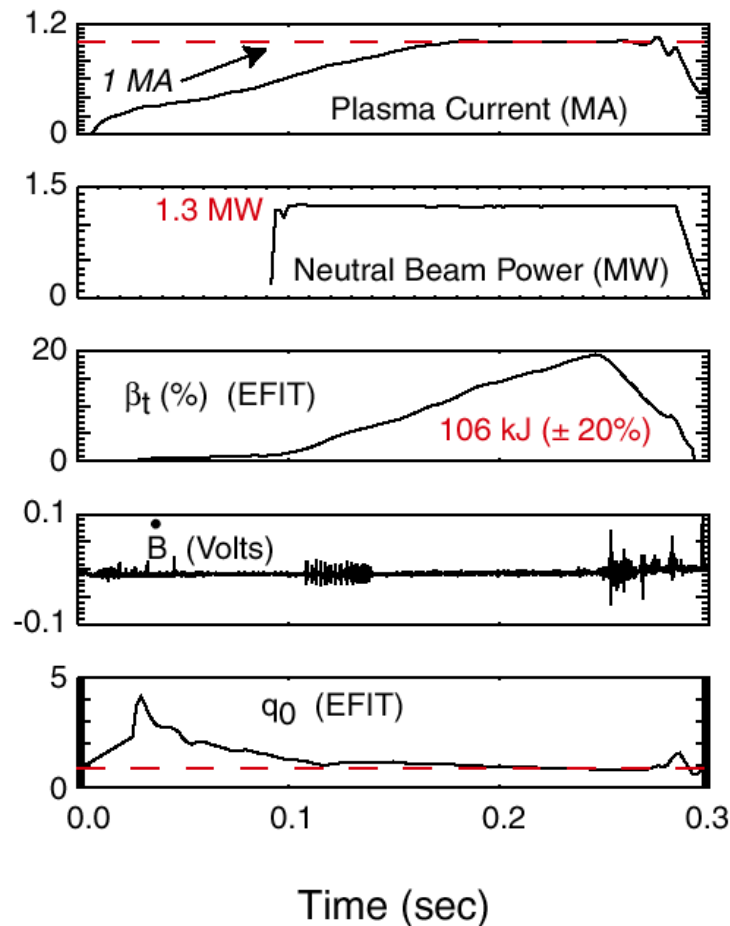 1.2
1 MA
Plasma Current (MA)
0
1.5
1.3 MW
Neutral Beam Power (MW)
0
20
βt (%) (EFIT)
106 kJ (± 20%)
0
0.1
Ḃ (Volts)
-0.1
5
q0 (EFIT)
0
0.0 0.1 0.2 0.3
Time (sec)